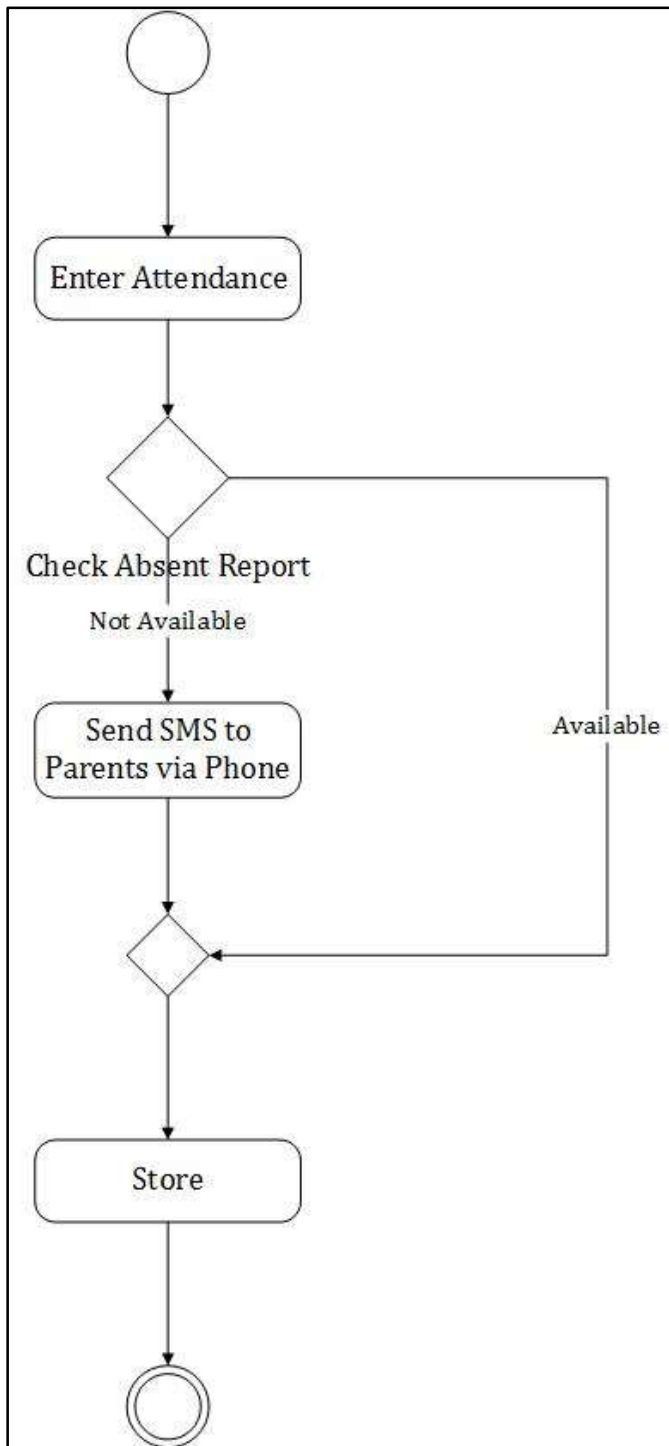 Enter Attendance
Check Absent Report
Not Available
Send SMS to
Parents via Phone
Available
Store